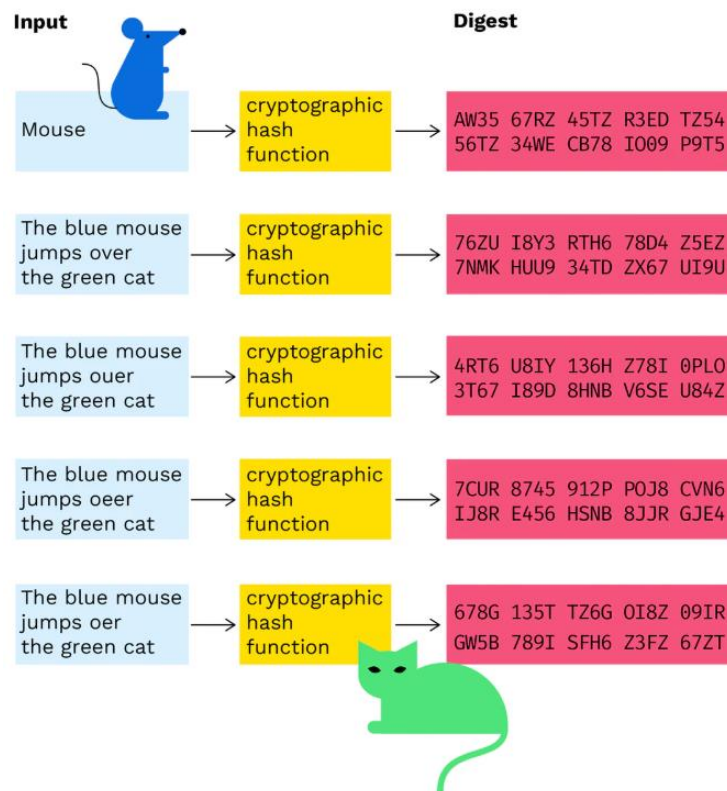 Input
Digest
Mouse
cryptographic
hash
function
AW35 67RZ 45TZ R3ED TZ54
56TZ 34WE CB78 IO09 P9T5
The blue mouse
jumps over
the green cat
cryptographic
hash
function
76ZU I8Y3 RTH6 78D4 Z5EZ
7NMK HUU9 34TD ZX67 UI9U
The blue mouse
jumps ouer
the green cat
cryptographic
hash
function
4RT6 U8IY 136H Z78I 0PLO
3T67 I89D 8HNB V6SE U84Z
The blue mouse
jumps oeer
the green cat
cryptographic
hash
function
7CUR 8745 912P POJ8 CVN6
IJ8R E456 HSNB 8JJR GJE4
The blue mouse
jumps oer
the green cat
cryptographic
hash
function
678G 135T TZ6G OI8Z 09IR
GW5B 789I SFH6 Z3FZ 67ZT